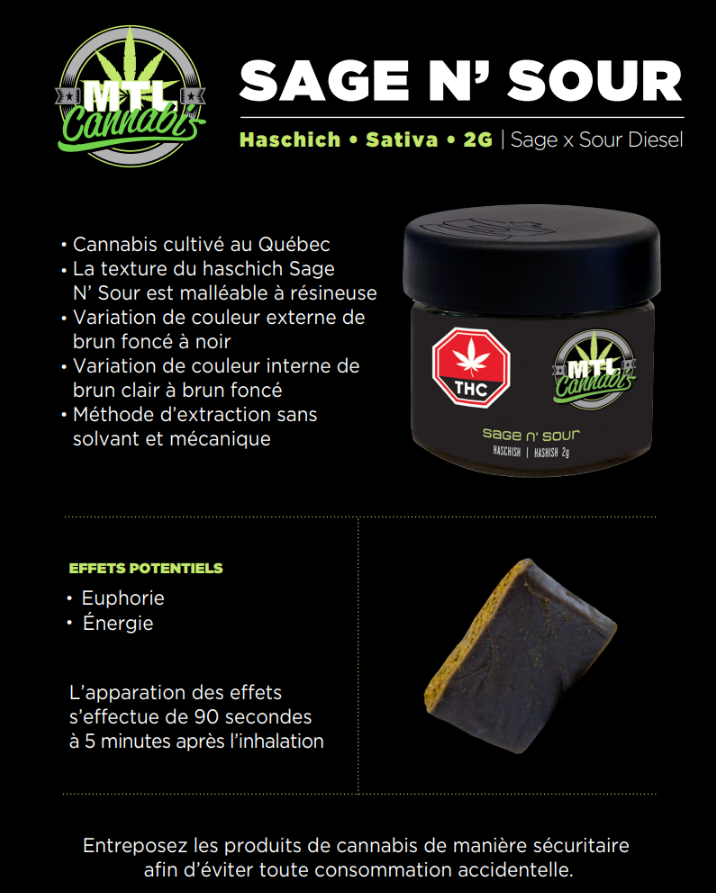 MTL
Cannabis
SAGE N' SOUR
Haschich • Sativa • 2G | Sage x Sour Diesel
• Cannabis cultivé au Québec
• La texture du haschich Sage
N' Sour est malléable à résineuse
• Variation de couleur externe de
brun foncé à noir
• Variation de couleur interne de
brun clair à brun foncé
• Méthode d'extraction sans
solvant et mécanique
THC
MTL
Cannabis
sage n' sour
HASCHISH | HASHISH 2g
EFFETS POTENTIELS
• Euphorie
• Énergie
L'apparition des effets
s'effectue de 90 secondes
à 5 minutes après l'inhalation
Entreposez les produits de cannabis de manière sécuritaire
afin d'éviter toute consommation accidentelle.